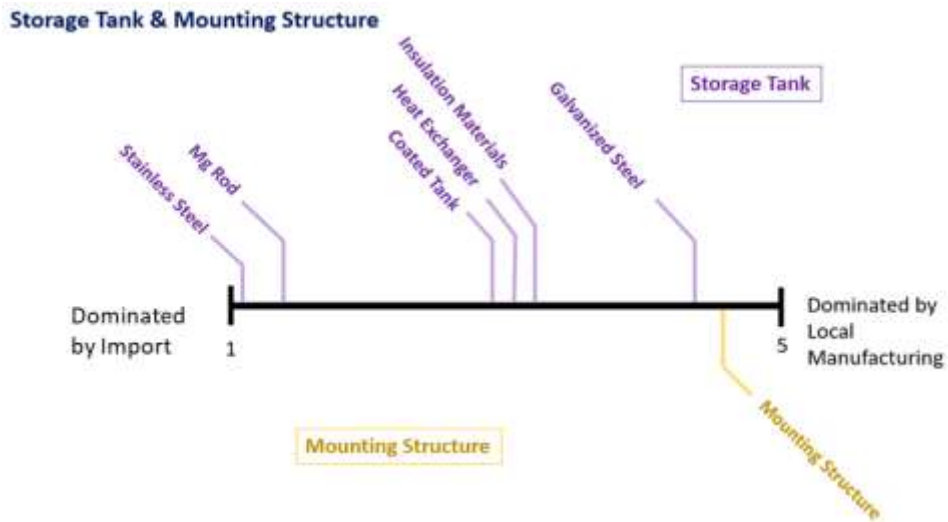 Storage Tank & Mounting Structure
Storage Tank
Stainless Steel
Mg Rod
Coated Tank
Heat Exchanger
Insulation Materials
Galvanized Steel
Dominated
by Import
1
5
Dominated by
Local
Manufacturing
Mounting Structure
Mounting Structure